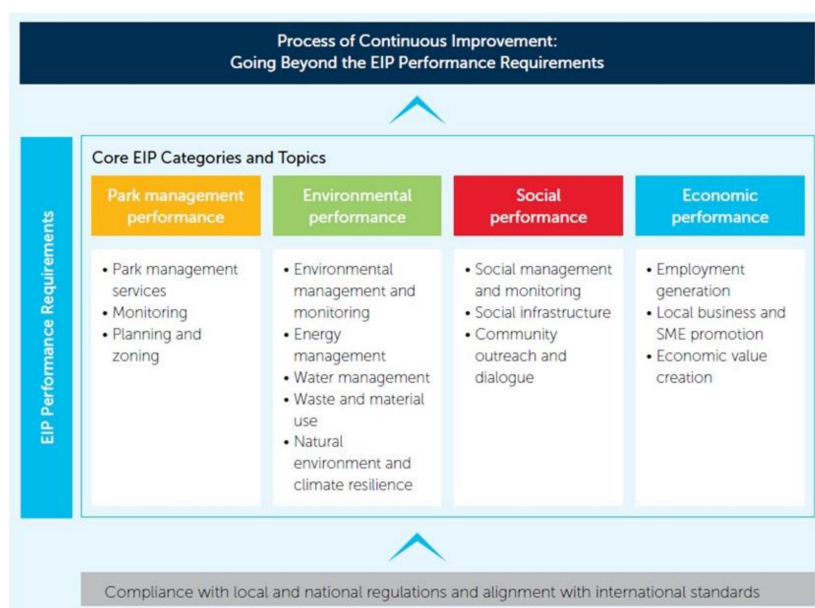 Process of Continuous Improvement:
Going Beyond the EIP Performance Requirements
EIP Performance Requirements
Core EIP Categories and Topics
Park management
performance
• Park management
services
• Monitoring
• Planning and
zoning
Environmental
performance
• Environmental
management and
monitoring
• Energy
management
• Water management
• Waste and material
use
• Natural
environment and
climate resilience
Social
performance
• Social management
and monitoring
• Social infrastructure
• Community
outreach and
dialogue
Economic
performance
• Employment
generation
• Local business and
SME promotion
• Economic value
creation
Compliance with local and national regulations and alignment with international standards